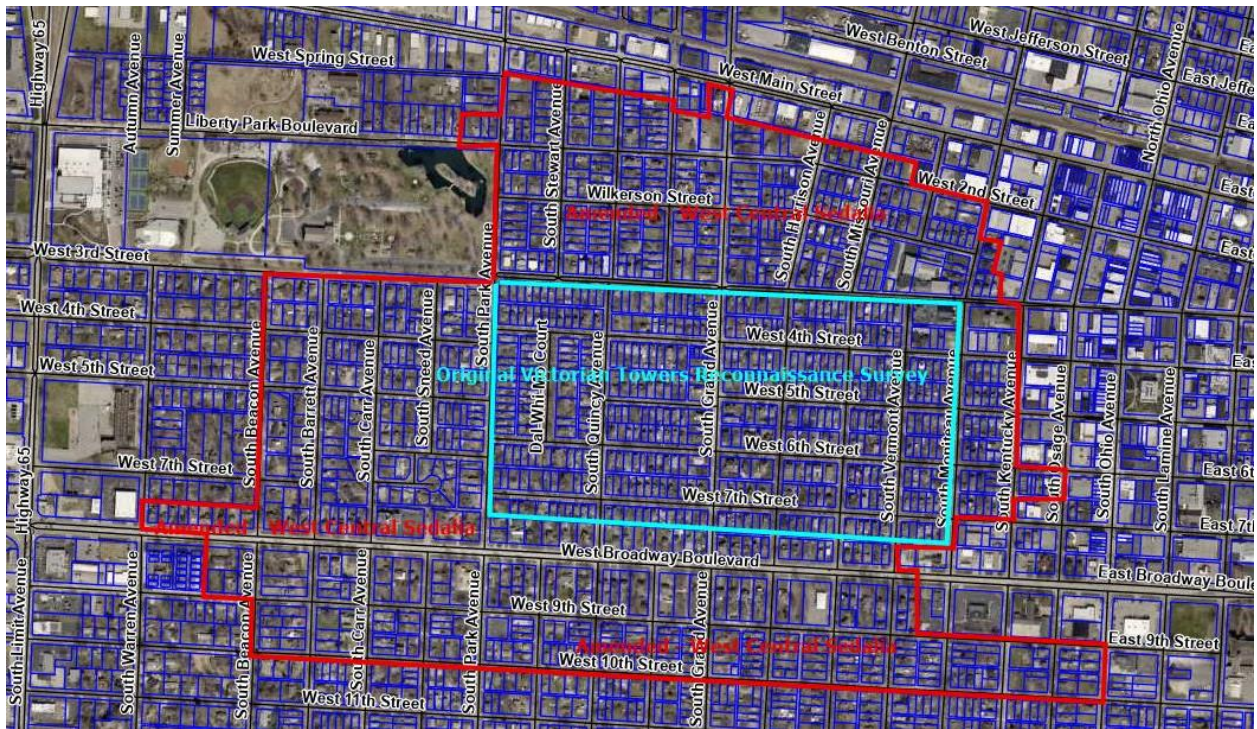 West Jefferson Street
West Benton Street
West Spring Street
Highway 65
Autumn Avenue
Summer Avenue
Liberty Park Boulevard
West Main Street
North Ohio Avenue
East Jeffe
South Stewart Avenue
Wilkerson Street
Amended - West Central Sedalia
South Harrison Avenue
South Missouri Avenue
West 2nd Street
West 3rd Street
South Park Avenue
West 4th Street
West 4th Street
West 5th Street
South Beacon Avenue
South Barrett Avenue
South Carr Avenue
South Sneed Avenue
Original Victorian Towers Reconnaissance Survey
Dal Whi Mo Court
South Quincy Avenue
South Grand Avenue
West 5th Street
West 6th Street
West 7th Street
South Vermont Avenue
South Moniteau Avenue
South Kentucky Avenue
South Osage Avenue
South Ohio Avenue
South Lamine Avenue
East 6th
East 7th
West 7th Street
Highway 65
Amended - West Central Sedalia
West Broadway Boulevard
East Broadway Boule
South Limit Avenue
South Warren Avenue
South Beacon Avenue
South Carr Avenue
South Park Avenue
West 9th Street
South Grand Avenue
East 9th Street
Amended - West Central Sedalia
West 10th Street
West 11th Street